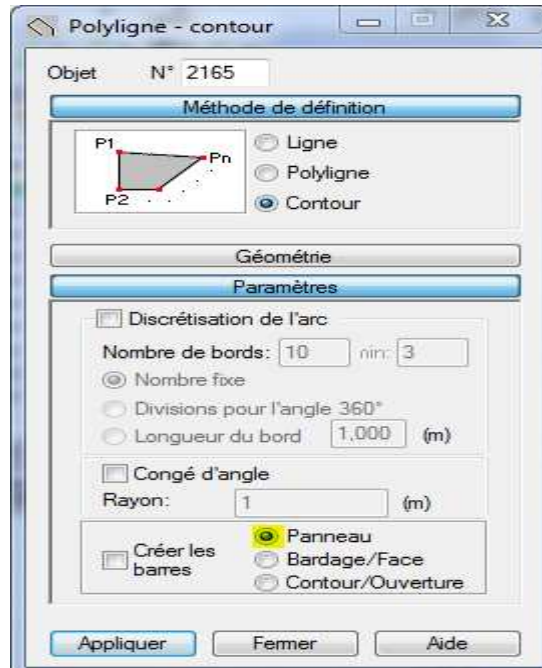 Polyligne - contour
Objet N° 2165
Méthode de définition
P1
Pn
P2
Ligne
Polyligne
Contour
Géométrie
Paramètres
Discrétisation de l'arc
Nombre de bords: 10 nin: 3
Nombre fixe
Divisions pour l'angle 360°
Longueur du bord 1,000 (m)
Congé d'angle
Rayon: 1 (m)
Créer les barres
Panneau
Bardage/Face
Contour/Ouverture
Appliquer Fermer Aide